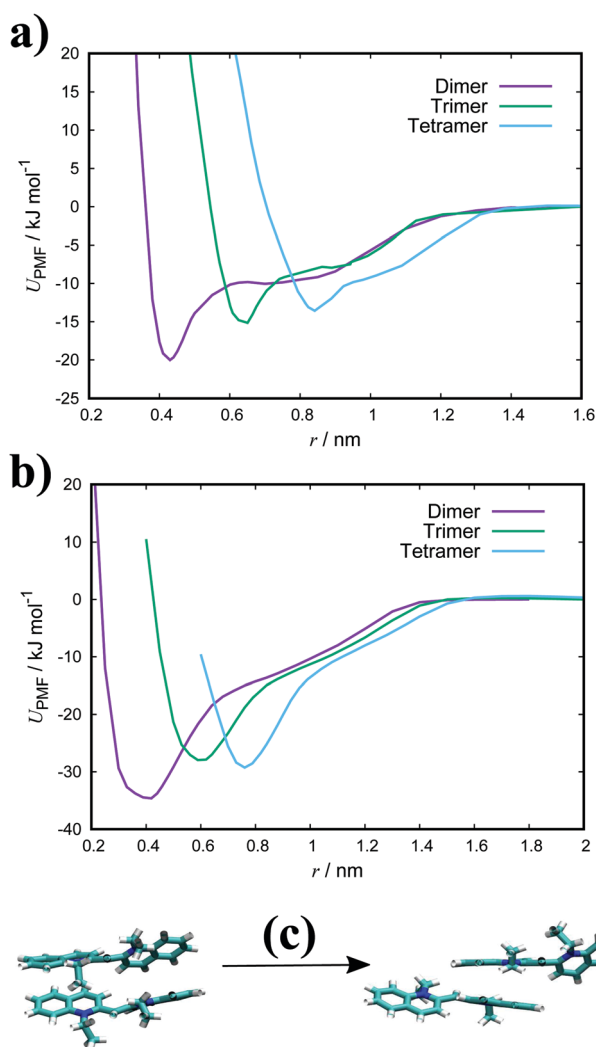 a)
20
15
10
5
0
-5
-10
-15
-20
-25
U_PMF / kJ mol⁻¹
Dimer
Trimer
Tetramer
0.2 0.4 0.6 0.8 1 1.2 1.4 1.6
r / nm
b)
20
10
0
-10
-20
-30
-40
U_PMF / kJ mol⁻¹
Dimer
Trimer
Tetramer
0.2 0.4 0.6 0.8 1 1.2 1.4 1.6 1.8 2
r / nm
(c)